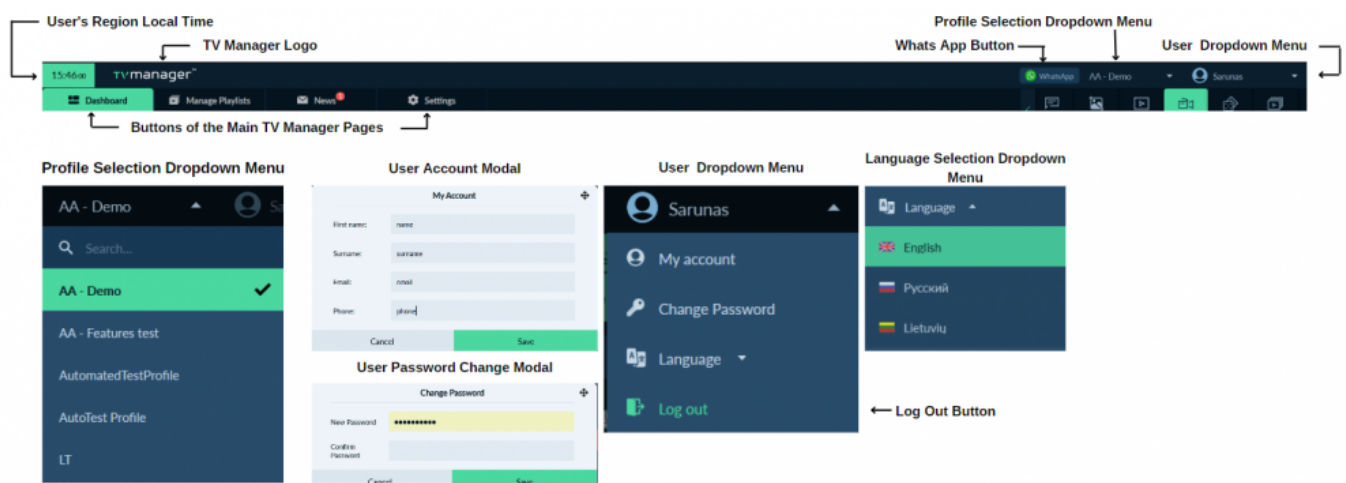 User's Region Local Time
Profile Selection Dropdown Menu
TV Manager Logo
Whats App Button
User Dropdown Menu
15:46
TVmanager
WhatsApp
AA - Demo
Sarunas
Dashboard
Manage Playlists
News
Settings
Buttons of the Main TV Manager Pages
Profile Selection Dropdown Menu
AA - Demo
Sa
Search...
AA - Demo
AA - Features test
AutomatedTestProfile
AutoTest Profile
LT
User Account Modal
My Account
First name:
name
Surname:
surname
Email:
email
Phone:
phone
Cancel
Save
User Password Change Modal
Change Password
New Password
••••••••••
Confirm
Password
Cancel
Save
User Dropdown Menu
Sarunas
My account
Change Password
Language
Log out
Language Selection Dropdown
Menu
Language
English
Русский
Lietuvių
Log Out Button